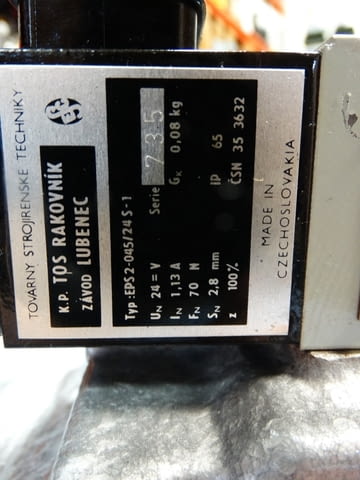 TOVÁRNY STROJÍRENSKÉ TECHNIKY
K.P. TOS RAKOVNÍK
ZÁVOD LUBENEC
Typ: EPS2-045/24 S-1
Serie 735
UN 24 = V
GK 0,08 kg
IN 1,13 A
FN 70 N
IP 65
SN 2,8 mm
z 100%
ČSN 35 3632
MADE IN
CZECHOSLOVAKIA